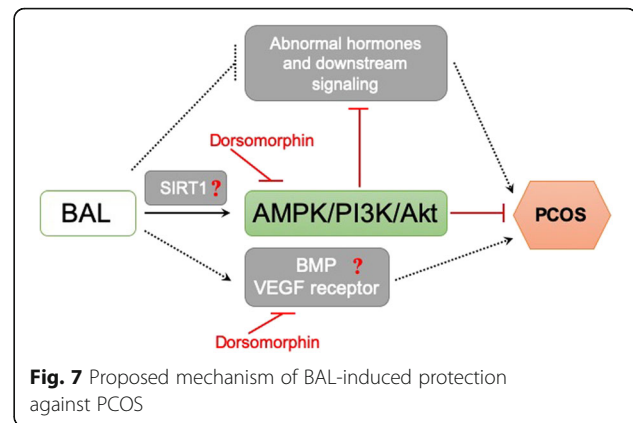 Abnormal hormones
and downstream
signaling
Dorsomorphin
SIRT1 ?
BAL
AMPK/PI3K/Akt
PCOS
BMP ?
VEGF receptor
Dorsomorphin
Fig. 7 Proposed mechanism of BAL-induced protection
against PCOS